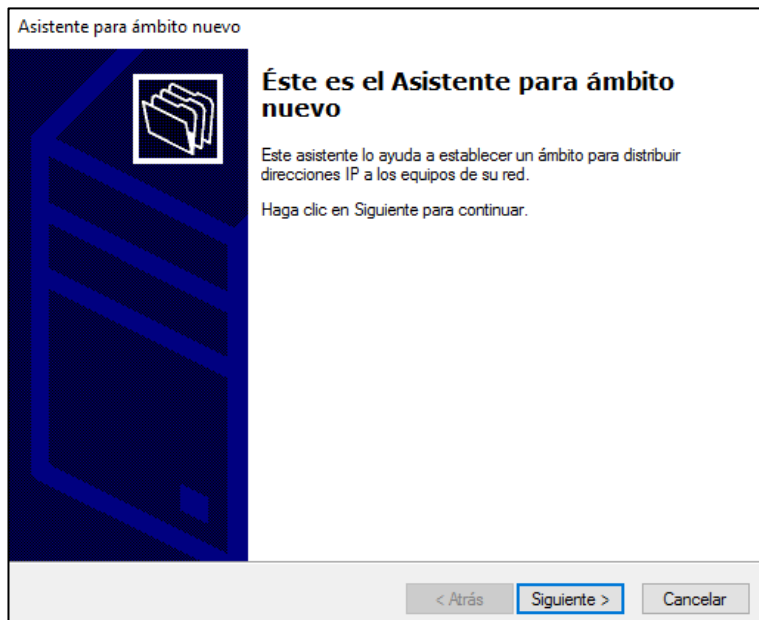 Asistente para ámbito nuevo
Éste es el Asistente para ámbito
nuevo
Este asistente lo ayuda a establecer un ámbito para distribuir
direcciones IP a los equipos de su red.
Haga clic en Siguiente para continuar.
< Atrás
Siguiente >
Cancelar